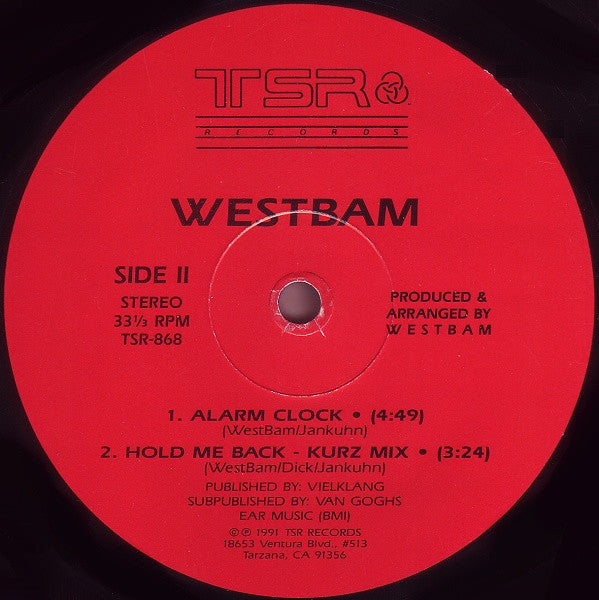 TSR
RECORDS
WESTBAM
SIDE II
STEREO
33⅓ RPM
TSR-868
PRODUCED &
ARRANGED BY
WESTBAM
1. ALARM CLOCK • (4:49)
(WestBam/Jankuhn)
2. HOLD ME BACK - KURZ MIX • (3:24)
(WestBam/Dick/Jankuhn)
PUBLISHED BY: VIELKLANG
SUBPUBLISHED BY: VAN GOGHS
EAR MUSIC (BMI)
©℗ 1991 TSR RECORDS
18653 Ventura Blvd., #513
Tarzana, CA 91356